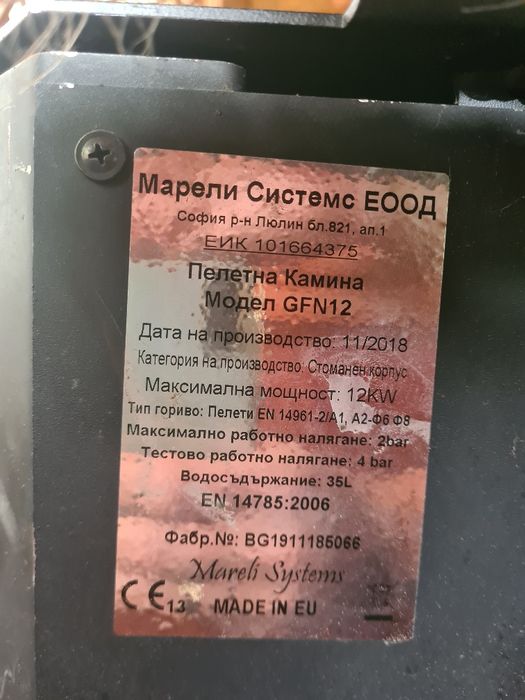 Марели Системс ЕООД
София р-н Люлин бл.821, ап.1
ЕИК 101664375
Пелетна Камина
Модел GFN12
Дата на производство: 11/2018
Категория на производство: Стоманен корпус
Максимална мощност: 12KW
Тип гориво: Пелети EN 14961-2/A1, A2-Ф6 Ф8
Максимално работно налягане: 2bar
Тестово работно налягане: 4 bar
Водосъдържание: 35L
EN 14785:2006
Фабр.№: BG1911185066
Mareli Systems
CE13 MADE IN EU